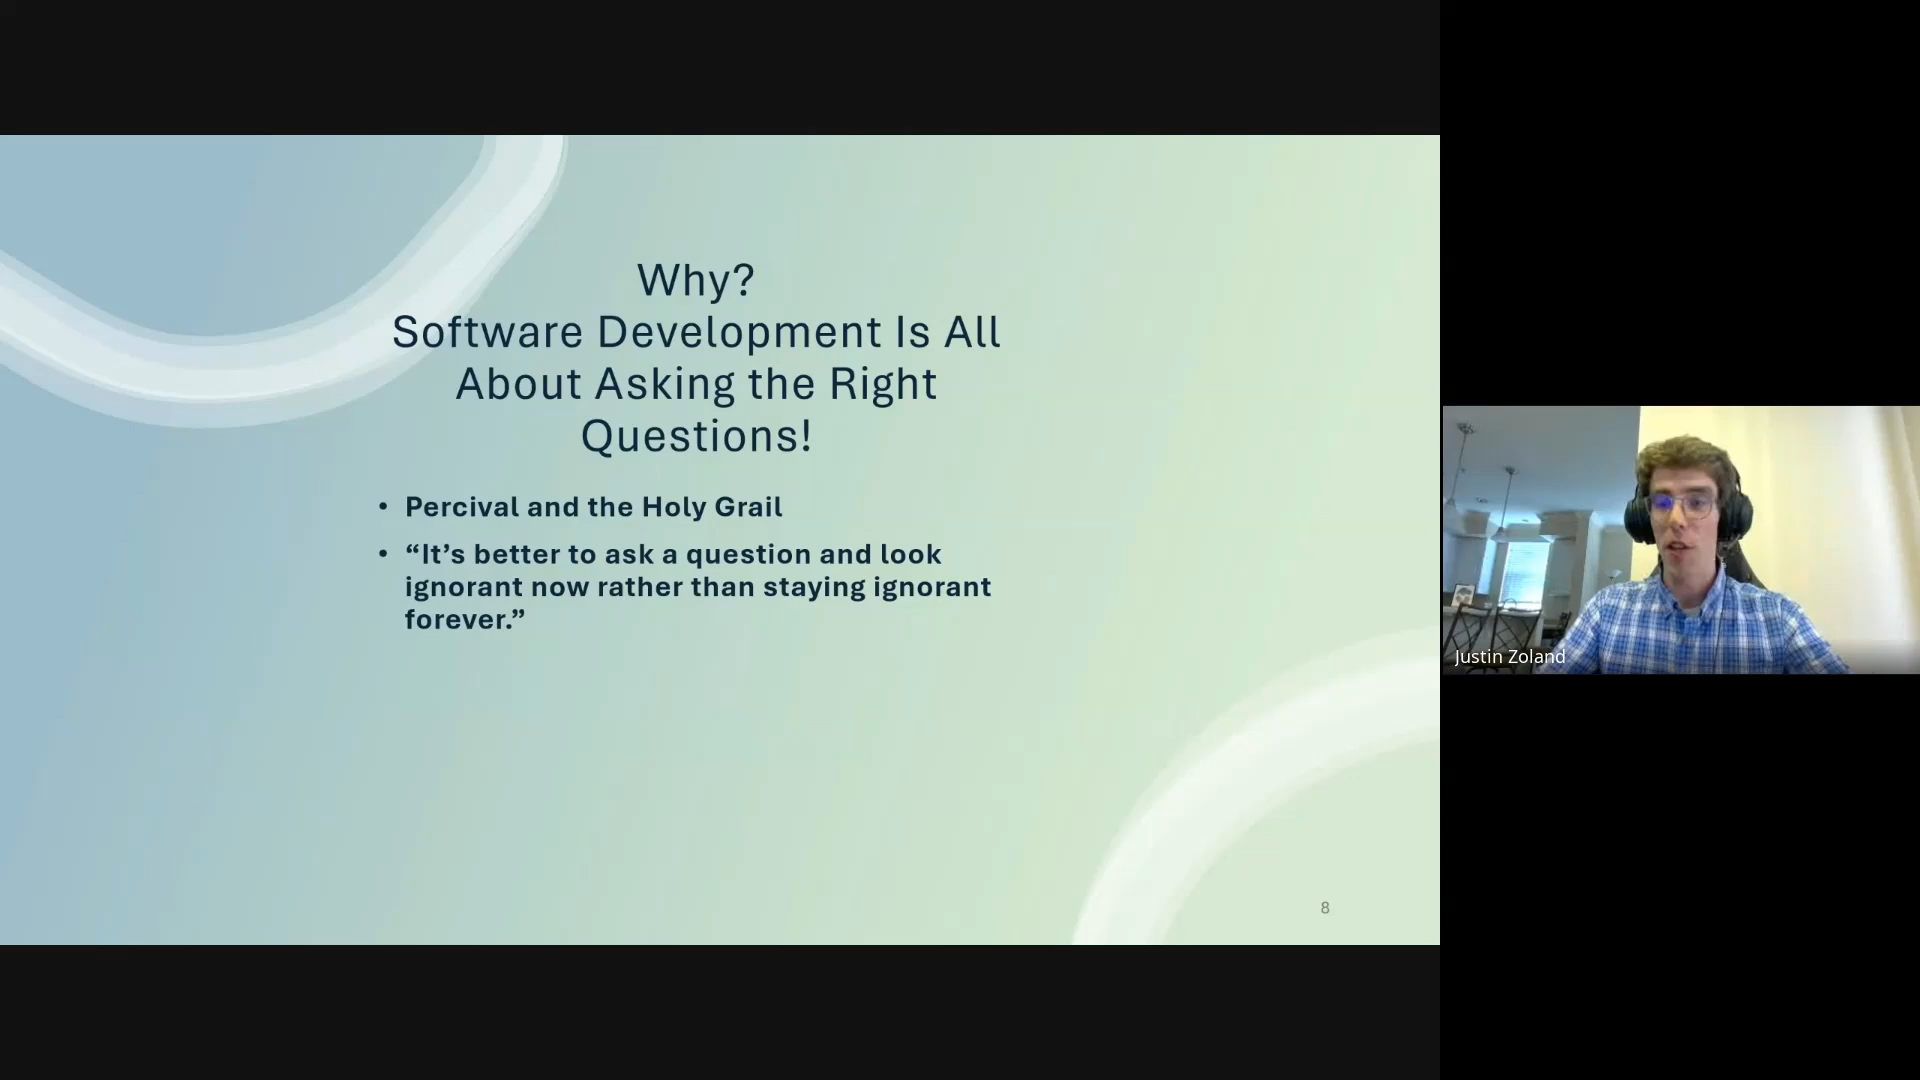 Why?
Software Development Is All
About Asking the Right
Questions!
• Percival and the Holy Grail
• “It’s better to ask a question and look
ignorant now rather than staying ignorant
forever.”
Justin Zoland
8